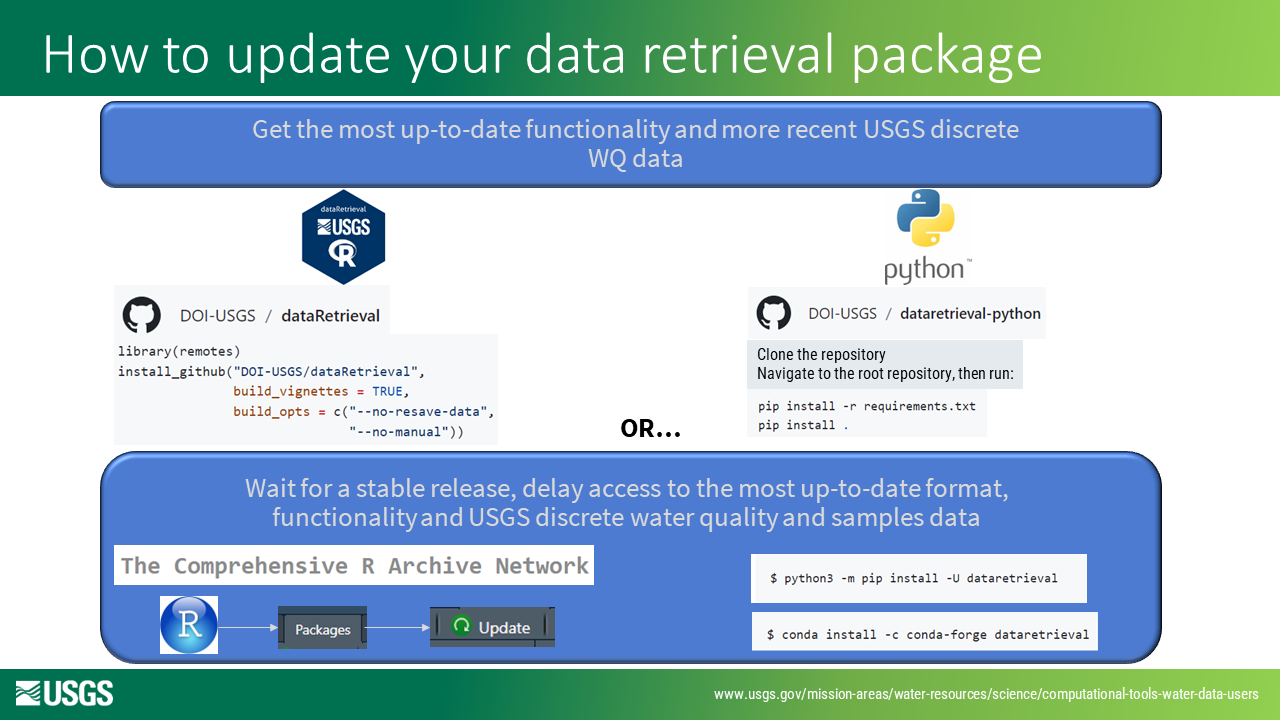 How to update your data retrieval package
Get the most up-to-date functionality and more recent USGS discrete
WQ data
dataRetrieval
USGS
R
python™
DOI-USGS / dataRetrieval
library(remotes)
install_github("DOI-USGS/dataRetrieval",
build_vignettes = TRUE,
build_opts = c("--no-resave-data",
"--no-manual"))
DOI-USGS / dataretrieval-python
Clone the repository
Navigate to the root repository, then run:
pip install -r requirements.txt
pip install .
OR...
Wait for a stable release, delay access to the most up-to-date format,
functionality and USGS discrete water quality and samples data
The Comprehensive R Archive Network
R
Packages
Update
$ python3 -m pip install -U dataretrieval
$ conda install -c conda-forge dataretrieval
USGS
www.usgs.gov/mission-areas/water-resources/science/computational-tools-water-data-users